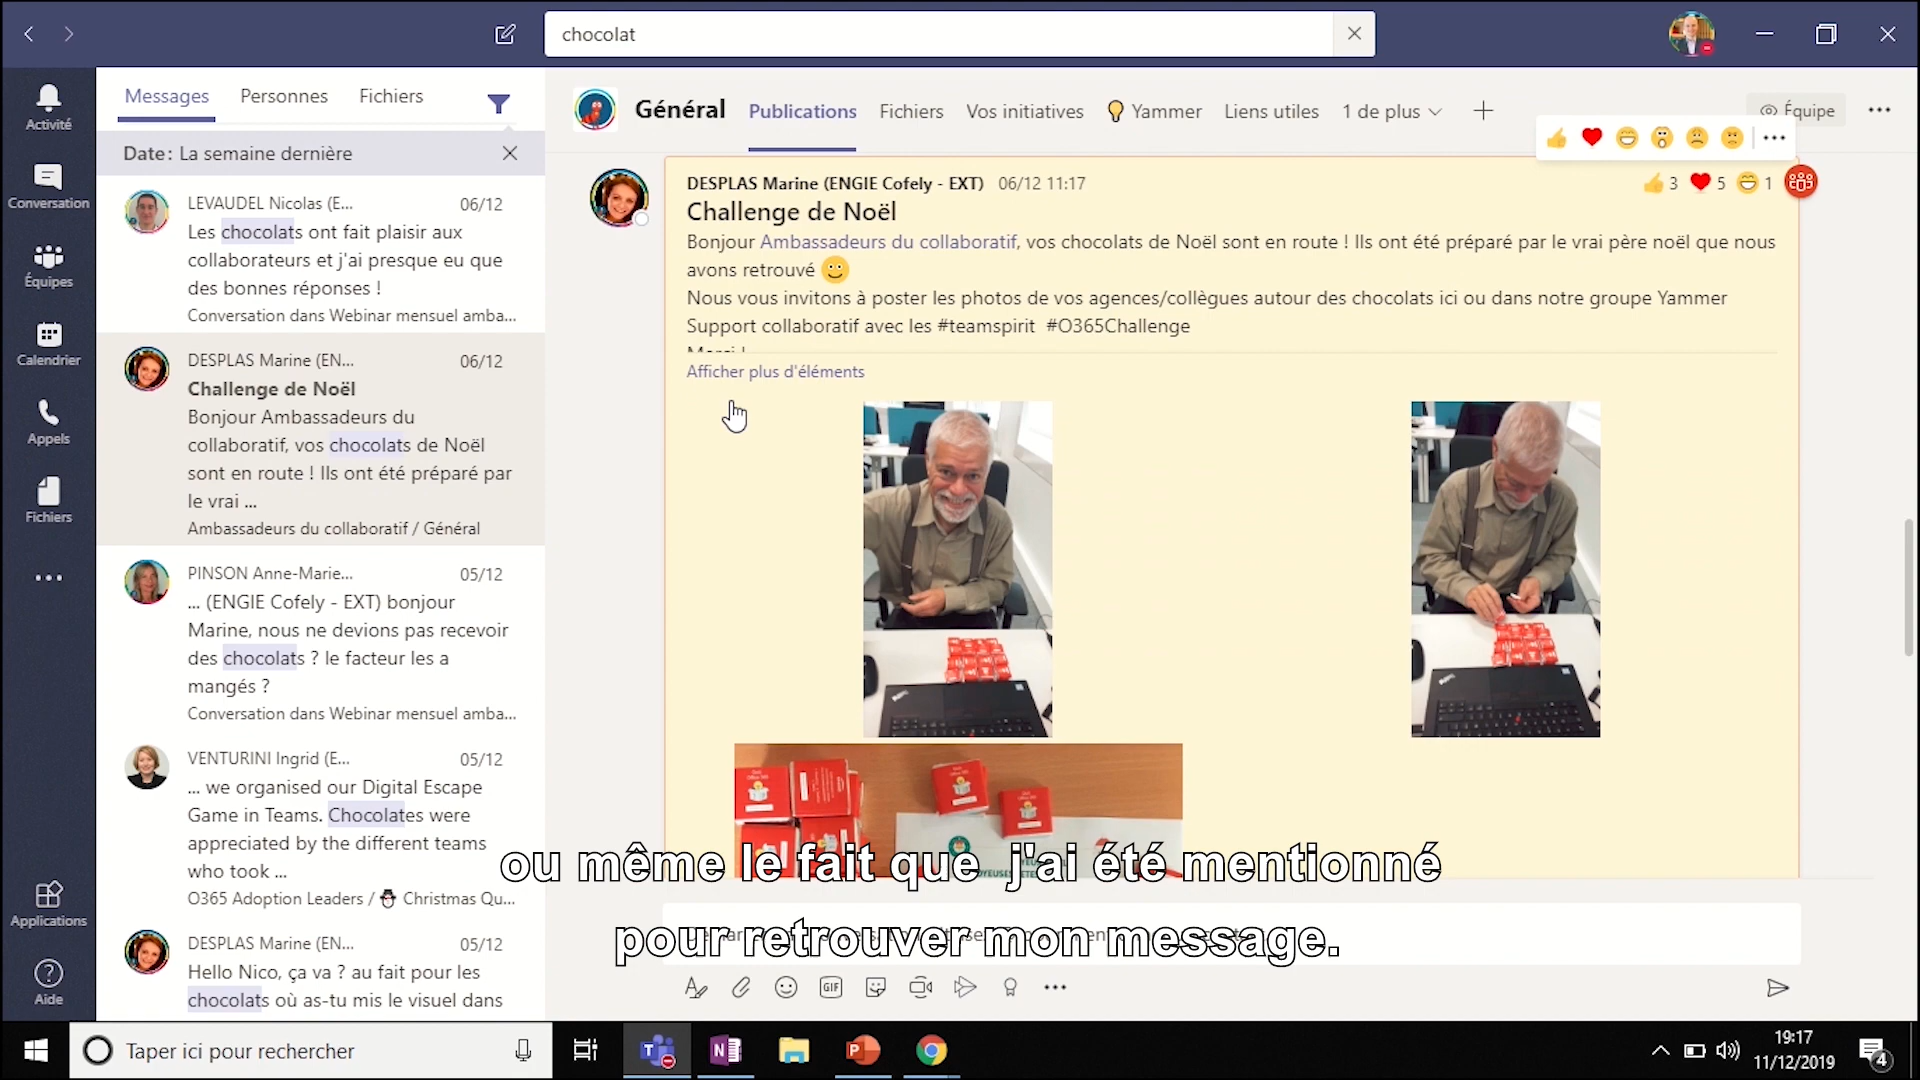 chocolat
Activité
Conversation
Équipes
Calendrier
Appels
Fichiers
Applications
Aide
Messages Personnes Fichiers
Date: La semaine dernière
LEVAUDEL Nicolas (E... 06/12
Les chocolats ont fait plaisir aux
collaborateurs et j'ai presque eu que
des bonnes réponses !
Conversation dans Webinar mensuel amba...
DESPLAS Marine (EN... 06/12
Challenge de Noël
Bonjour Ambassadeurs du
collaboratif, vos chocolats de Noël
sont en route ! Ils ont été préparé par
le vrai ...
Ambassadeurs du collaboratif / Général
PINSON Anne-Marie... 05/12
... (ENGIE Cofely - EXT) bonjour
Marine, nous ne devions pas recevoir
des chocolats ? le facteur les a
mangés ?
Conversation dans Webinar mensuel amba...
VENTURINI Ingrid (E... 05/12
... we organised our Digital Escape
Game in Teams. Chocolates were
appreciated by the different teams
who took ...
O365 Adoption Leaders / ⛄ Christmas Qu...
DESPLAS Marine (EN... 05/12
Hello Nico, ça va ? au fait pour les
chocolats où as-tu mis le visuel dans
Général Publications Fichiers Vos initiatives Yammer Liens utiles 1 de plus Équipe
DESPLAS Marine (ENGIE Cofely - EXT) 06/12 11:17 3 5 1
Challenge de Noël
Bonjour Ambassadeurs du collaboratif, vos chocolats de Noël sont en route ! Ils ont été préparé par le vrai père noël que nous
avons retrouvé 🙂
Nous vous invitons à poster les photos de vos agences/collègues autour des chocolats ici ou dans notre groupe Yammer
Support collaboratif avec les #teamspirit #O365Challenge
Merci !
Afficher plus d'éléments
ou même le fait que j'ai été mentionné
pour retrouver mon message.
GIF
Taper ici pour rechercher
19:17
11/12/2019
4